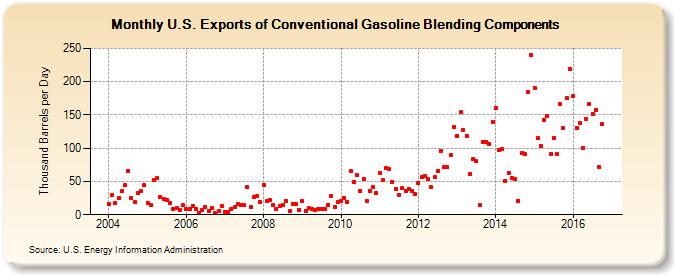 Monthly U.S. Exports of Conventional Gasoline Blending Components
Thousand Barrels per Day
250
200
150
100
50
0
2004 2006 2008 2010 2012 2014 2016
Source: U.S. Energy Information Administration